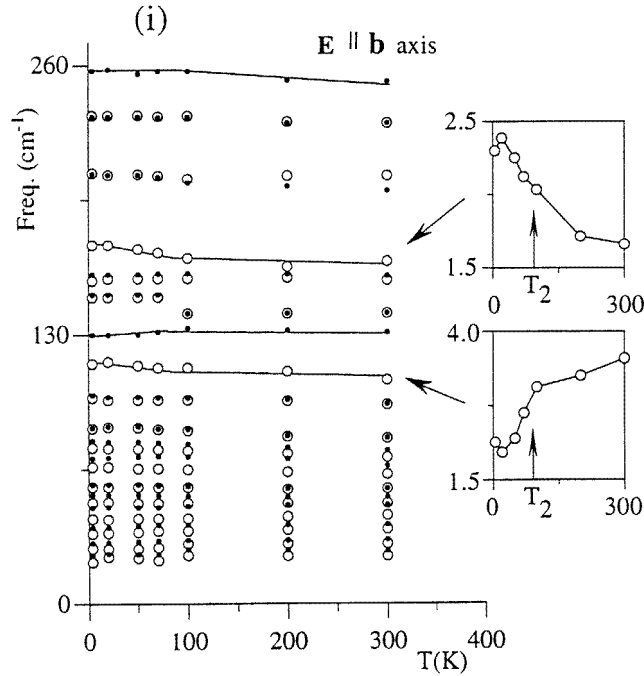 (i)
E || b axis
260
130
0
Freq. (cm⁻¹)
0 100 200 300 400
T(K)
2.5
1.5
0 T₂ 300
4.0
1.5
0 T₂ 300